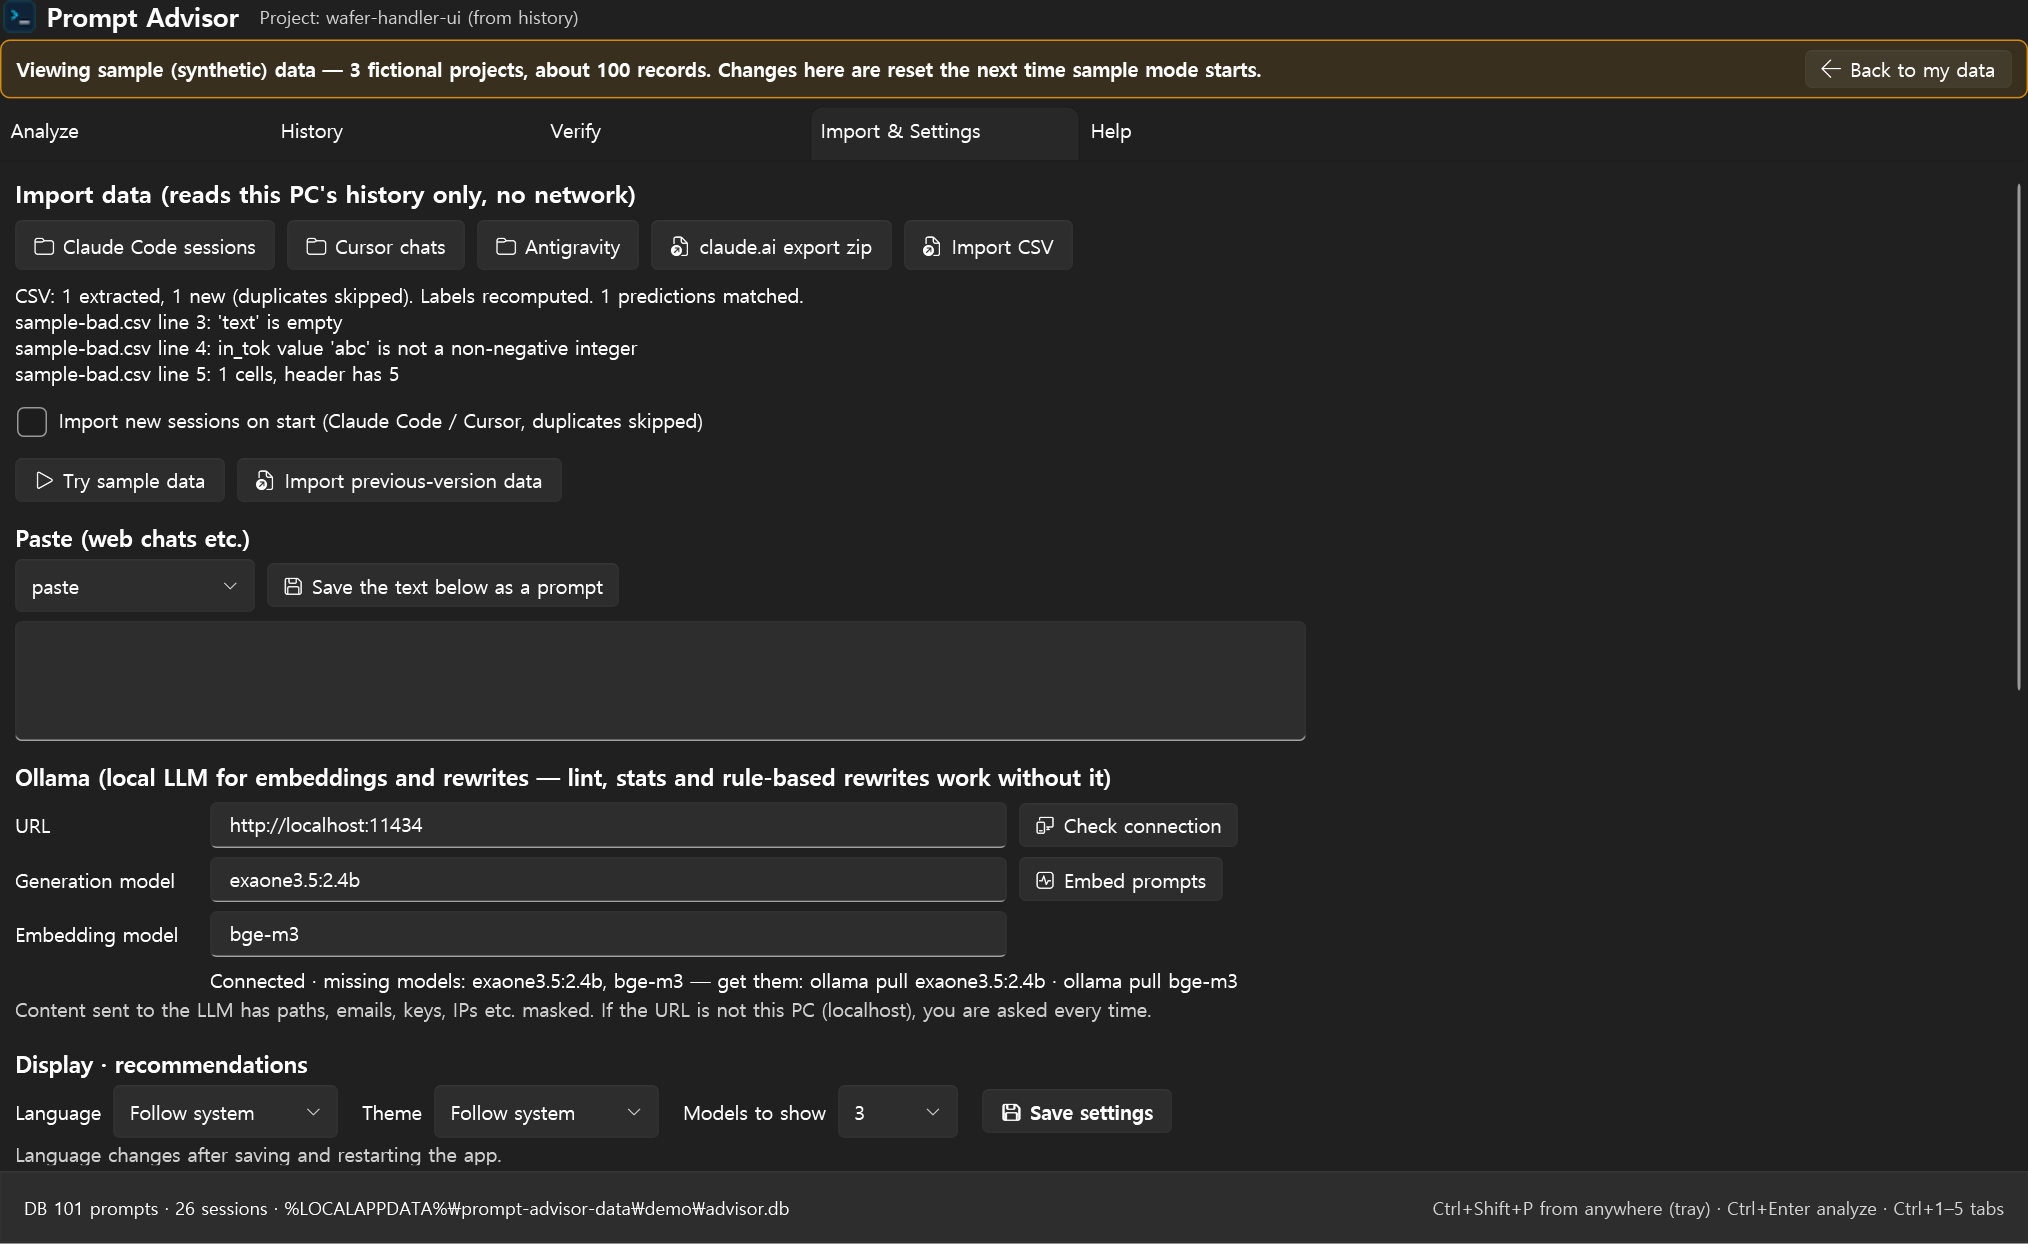 Prompt Advisor Project: wafer-handler-ui (from history)
Viewing sample (synthetic) data — 3 fictional projects, about 100 records. Changes here are reset the next time sample mode starts. Back to my data
Analyze History Verify Import & Settings Help
Import data (reads this PC's history only, no network)
Claude Code sessions Cursor chats Antigravity claude.ai export zip Import CSV
CSV: 1 extracted, 1 new (duplicates skipped). Labels recomputed. 1 predictions matched.
sample-bad.csv line 3: 'text' is empty
sample-bad.csv line 4: in_tok value 'abc' is not a non-negative integer
sample-bad.csv line 5: 1 cells, header has 5
Import new sessions on start (Claude Code / Cursor, duplicates skipped)
Try sample data Import previous-version data
Paste (web chats etc.)
paste Save the text below as a prompt
Ollama (local LLM for embeddings and rewrites — lint, stats and rule-based rewrites work without it)
URL http://localhost:11434 Check connection
Generation model exaone3.5:2.4b Embed prompts
Embedding model bge-m3
Connected · missing models: exaone3.5:2.4b, bge-m3 — get them: ollama pull exaone3.5:2.4b · ollama pull bge-m3
Content sent to the LLM has paths, emails, keys, IPs etc. masked. If the URL is not this PC (localhost), you are asked every time.
Display · recommendations
Language Follow system Theme Follow system Models to show 3 Save settings
Language changes after saving and restarting the app.
DB 101 prompts · 26 sessions · %LOCALAPPDATA%₩prompt-advisor-data₩demo₩advisor.db Ctrl+Shift+P from anywhere (tray) · Ctrl+Enter analyze · Ctrl+1–5 tabs